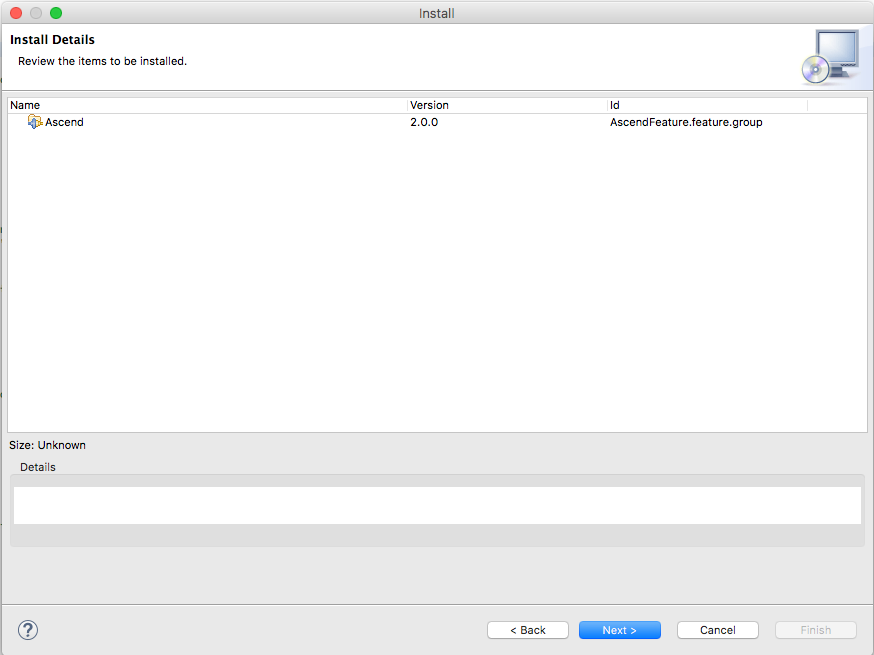 Install
Install Details
Review the items to be installed.
Name Version Id
Ascend 2.0.0 AscendFeature.feature.group
Size: Unknown
Details
? < Back Next > Cancel Finish